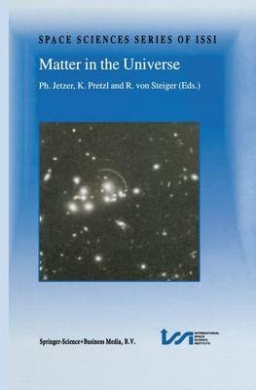 SPACE SCIENCES SERIES OF ISSI
Matter in the Universe
Ph. Jetzer, K. Pretzl and R. von Steiger (Eds.)
Springer-Science+Business Media, B.V.
ISSI
INTERNATIONAL
SPACE
SCIENCE
INSTITUTE